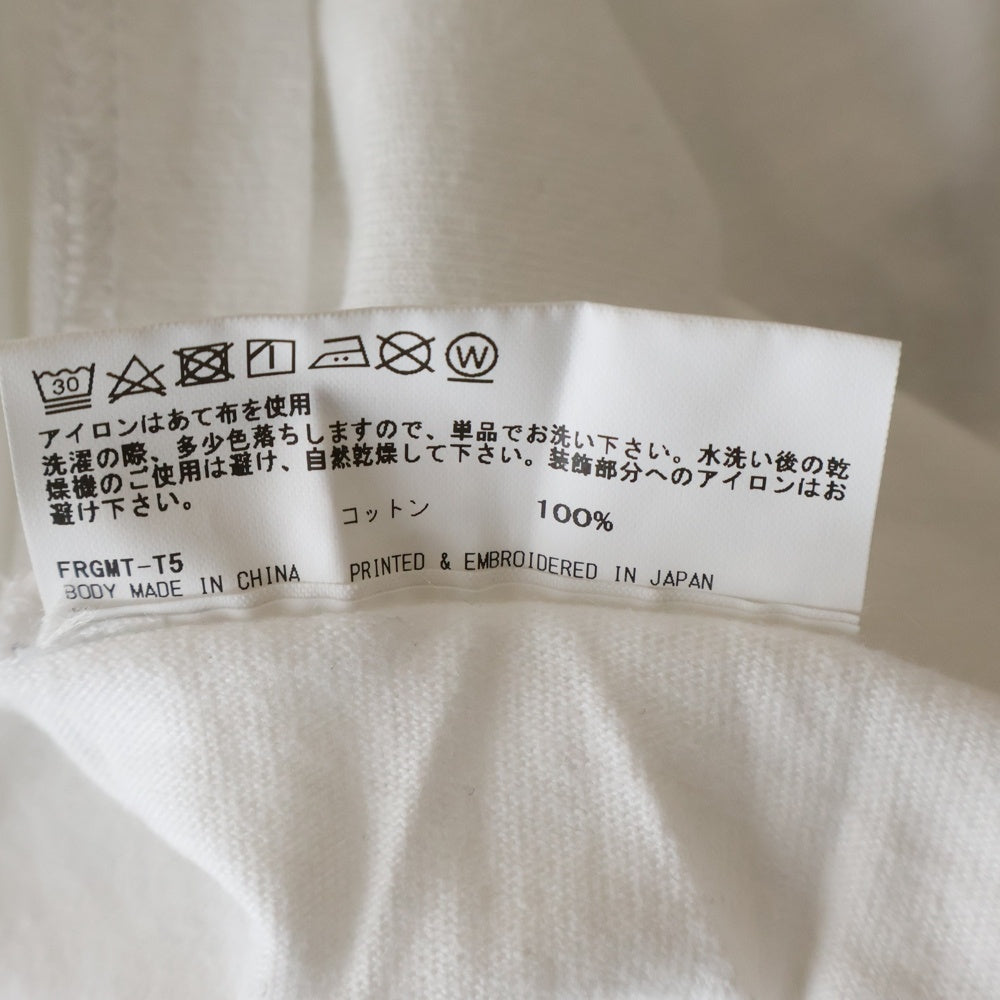 30 W
アイロンはあて布を使用
洗濯の際、多少色落ちしますので、単品でお洗い下さい。水洗い後の乾
燥機のご使用は避け、自然乾燥して下さい。装飾部分へのアイロンはお
避け下さい。
コットン 100%
FRGMT-T5
BODY MADE IN CHINA PRINTED & EMBROIDERED IN JAPAN